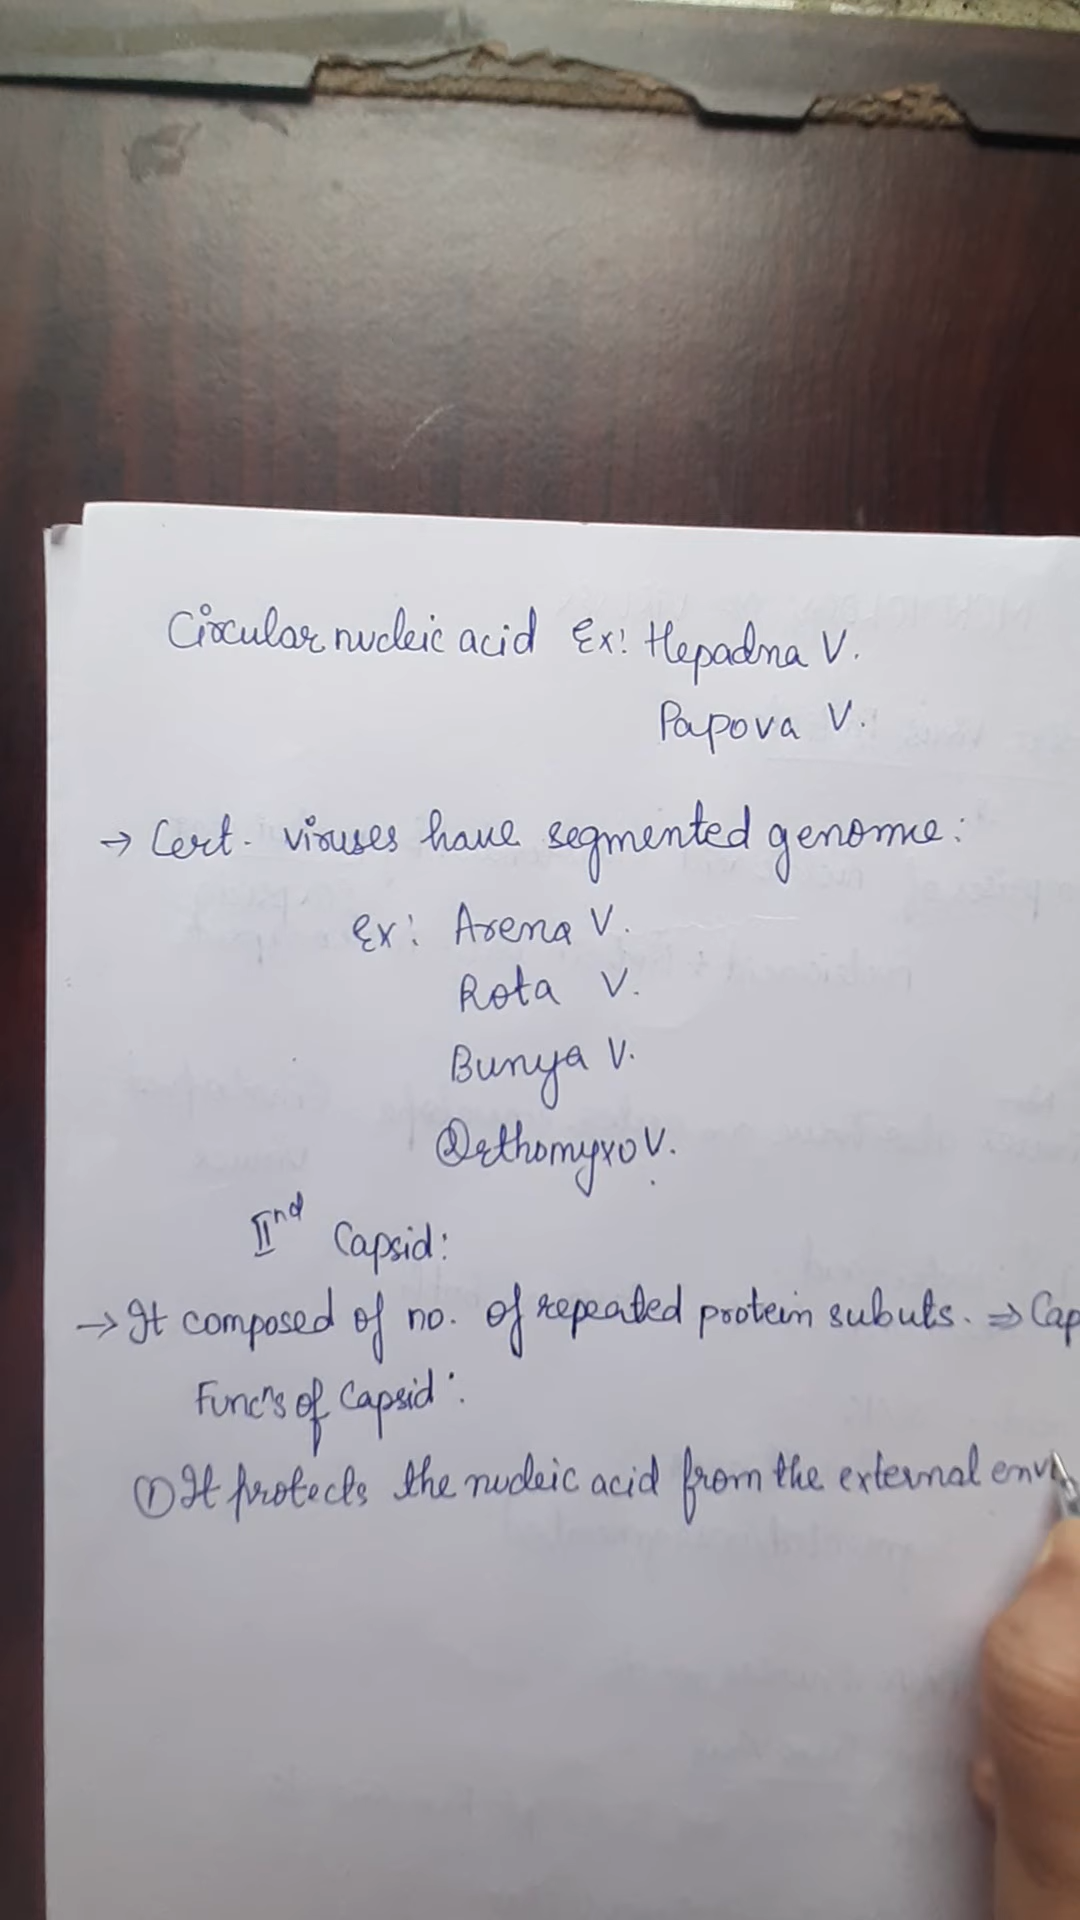 Circular nucleic acid Ex: Hepadna V.
Papova V.
→ Cert. viruses have segmented genome:
Ex: Arena V.
Rota V.
Bunya V.
Orthomyxo V.
IInd Capsid:
→ It composed of no. of repeated protein subuts. ⇒ Cap
Func's of Capsid:
① It protects the nucleic acid from the external env